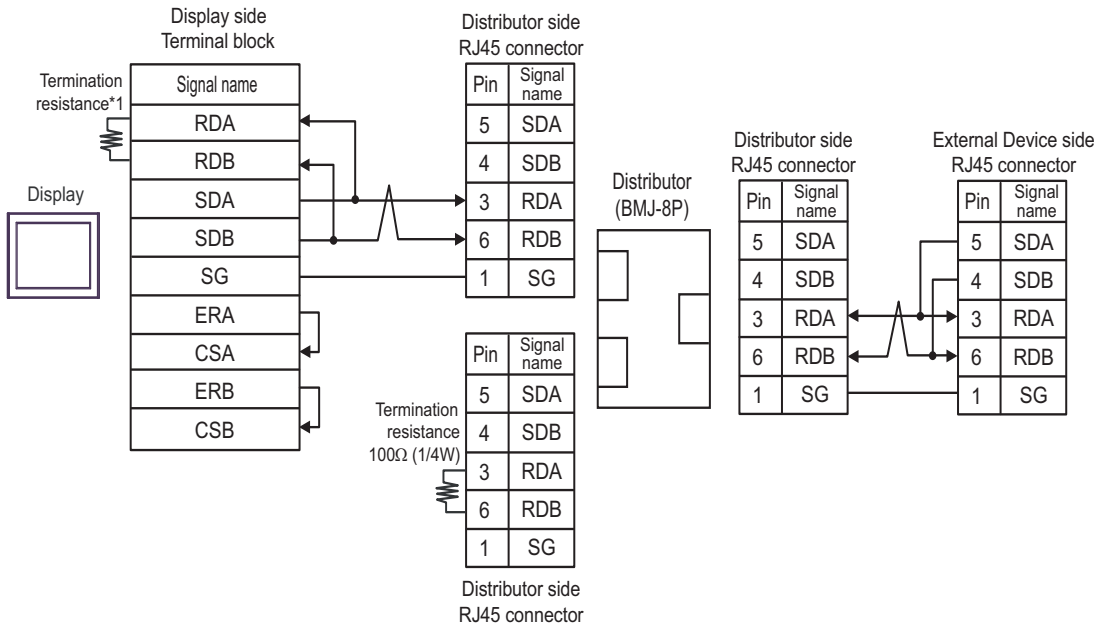 Display side
Terminal block
Termination
resistance*1
Signal name
RDA
RDB
SDA
SDB
SG
ERA
CSA
ERB
CSB
Display
Distributor side
RJ45 connector
Pin Signal name
5 SDA
4 SDB
3 RDA
6 RDB
1 SG
Termination
resistance
100Ω (1/4W)
Pin Signal name
5 SDA
4 SDB
3 RDA
6 RDB
1 SG
Distributor side
RJ45 connector
Distributor
(BMJ-8P)
Distributor side
RJ45 connector
Pin Signal name
5 SDA
4 SDB
3 RDA
6 RDB
1 SG
External Device side
RJ45 connector
Pin Signal name
5 SDA
4 SDB
3 RDA
6 RDB
1 SG